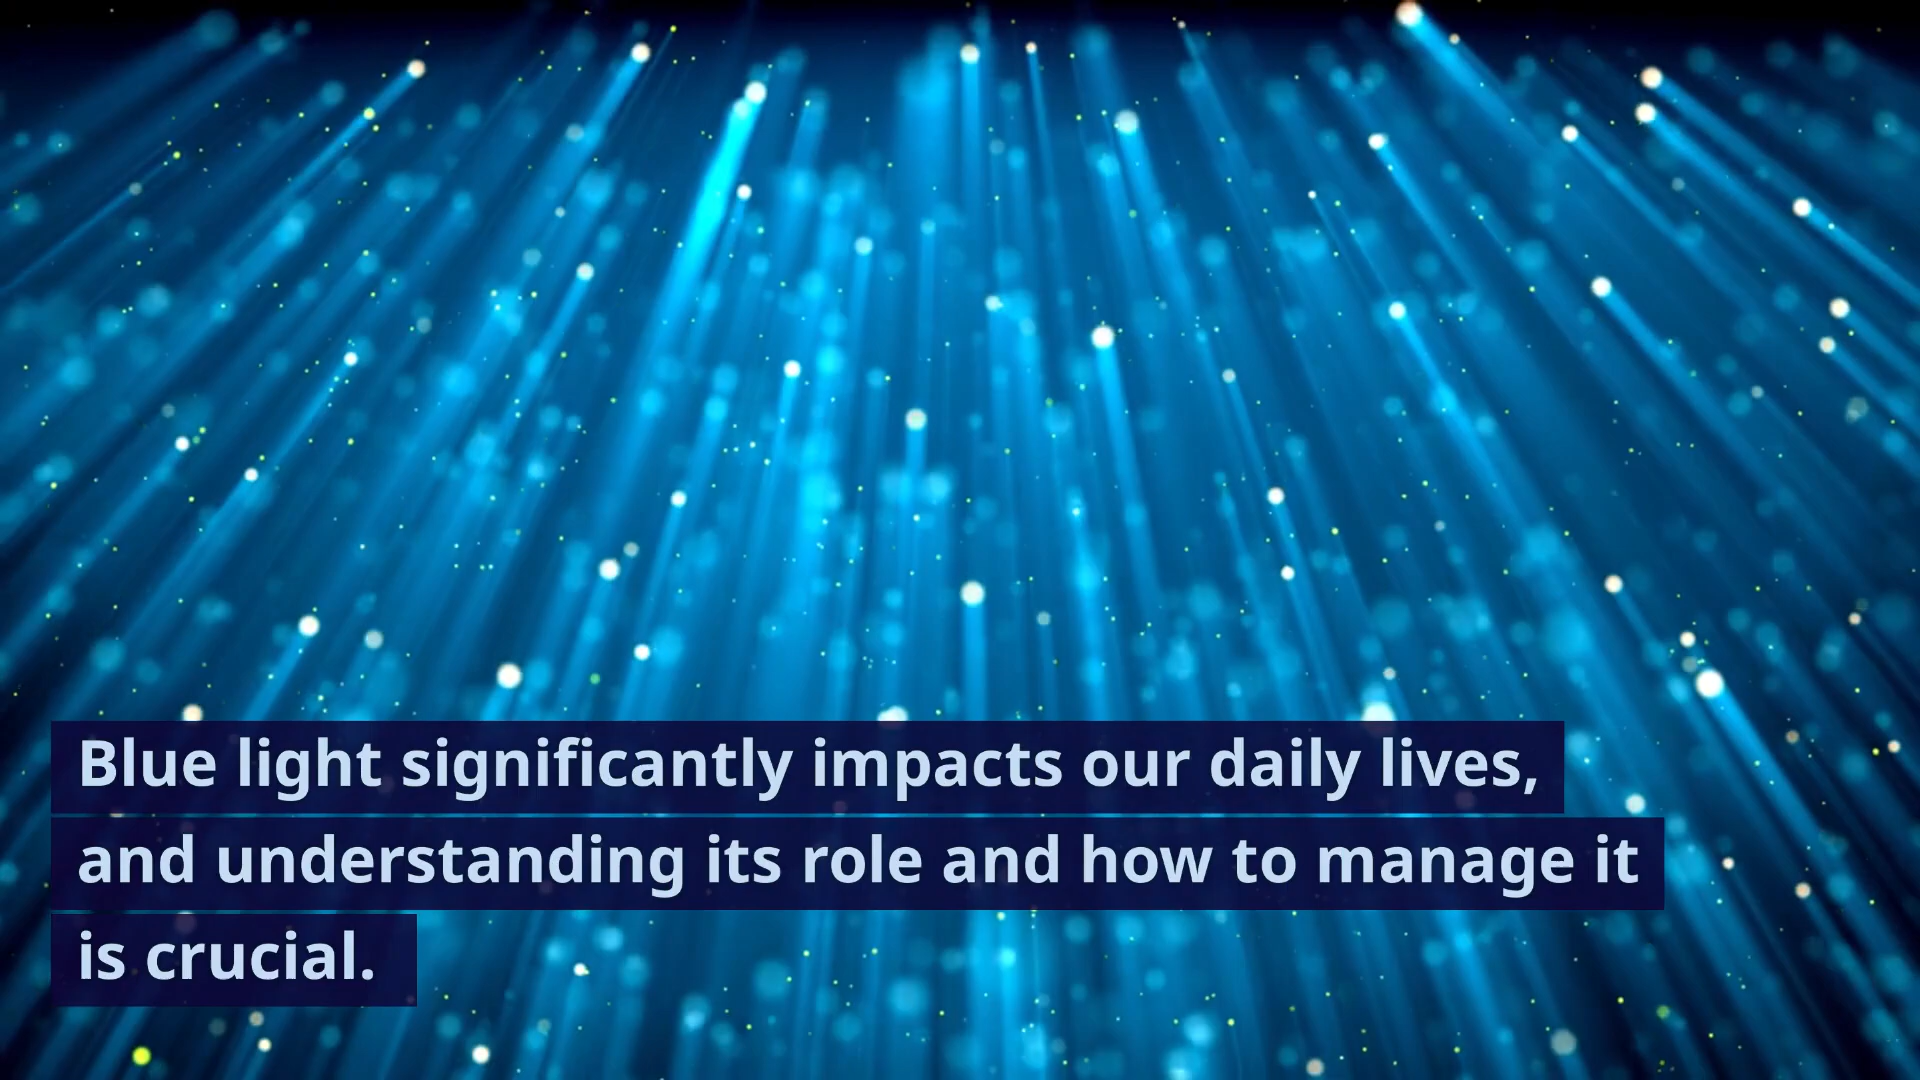 Blue light significantly impacts our daily lives,
and understanding its role and how to manage it
is crucial.